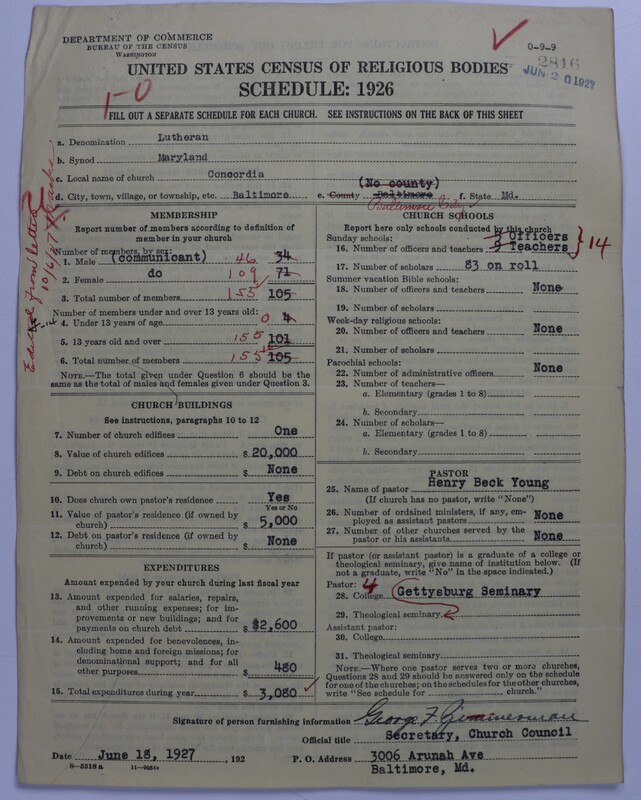 DEPARTMENT OF COMMERCE
BUREAU OF THE CENSUS
WASHINGTON
0-9-9
2816
JUN 20 1927
UNITED STATES CENSUS OF RELIGIOUS BODIES
SCHEDULE: 1926
1-0
FILL OUT A SEPARATE SCHEDULE FOR EACH CHURCH. SEE INSTRUCTIONS ON THE BACK OF THIS SHEET
a. Denomination Lutheran
b. Synod Maryland
c. Local name of church Concordia
(No county)
d. City, town, village, or township, etc. Baltimore e. County Baltimore f. State Md.
Baltimore City
Edited from letter 10/6/27
MEMBERSHIP
Report number of members according to definition of
member in your church
Number of members, by sex:
1. Male (communicant) 46 34
2. Female do 109 71
3. Total number of members 155 105
Number of members under and over 13 years old:
4. Under 13 years of age 0 4
5. 13 years old and over 155 101
6. Total number of members 155 105
NOTE.—The total given under Question 6 should be
same as the total of males and females given under Question 3.
CHURCH BUILDINGS
See instructions, paragraphs 10 to 12
7. Number of church edifices One
8. Value of church edifices $ 20,000
9. Debt on church edifices $ None
10. Does church own pastor's residence Yes
Yes or No
11. Value of pastor's residence (if owned by
church) $ 5,000
12. Debt on pastor's residence (if owned by
church) $ None
EXPENDITURES
Amount expended by your church during last fiscal year
13. Amount expended for salaries, repairs,
and other running expenses; for im-
provements or new buildings; and for
payments on church debt $ $2,600
14. Amount expended for benevolences, in-
cluding home and foreign missions; for
denominational support; and for all
other purposes $ 480
15. Total expenditures during year $ 3,080
CHURCH SCHOOLS
Report here only schools conducted by this church
Sunday schools: 5 Officers
16. Number of officers and teachers 9 Teachers } 14
17. Number of scholars 83 on roll
Summer vacation Bible schools:
18. Number of officers and teachers None
19. Number of scholars
Week-day religious schools:
20. Number of officers and teachers None
21. Number of scholars
Parochial schools:
22. Number of administrative officers None
23. Number of teachers—
a. Elementary (grades 1 to 8)
b. Secondary
24. Number of scholars—
a. Elementary (grades 1 to 8)
b. Secondary
PASTOR
25. Name of pastor Henry Beck Young
(If church has no pastor, write "None")
26. Number of ordained ministers, if any, em-
ployed as assistant pastors None
27. Number of other churches served by the
pastor or his assistants None
If pastor (or assistant pastor) is a graduate of a college or
theological seminary, give name of institution below. (If
not a graduate, write "No" in the space indicated.)
Pastor: 4
28. College Gettysburg Seminary
29. Theological seminary
Assistant pastor:
30. College
31. Theological seminary
NOTE.—Where one pastor serves two or more churches,
Questions 28 and 29 should be answered only on the schedule
for one of the churches; on the schedules for the other churches,
write "See schedule for church."
Signature of person furnishing information George F. Zimmerman
Official title Secretary, Church Council
Date June 18, 1927, 192 P. O. Address 3006 Arunah Ave
Baltimore, Md.
8-5518 a